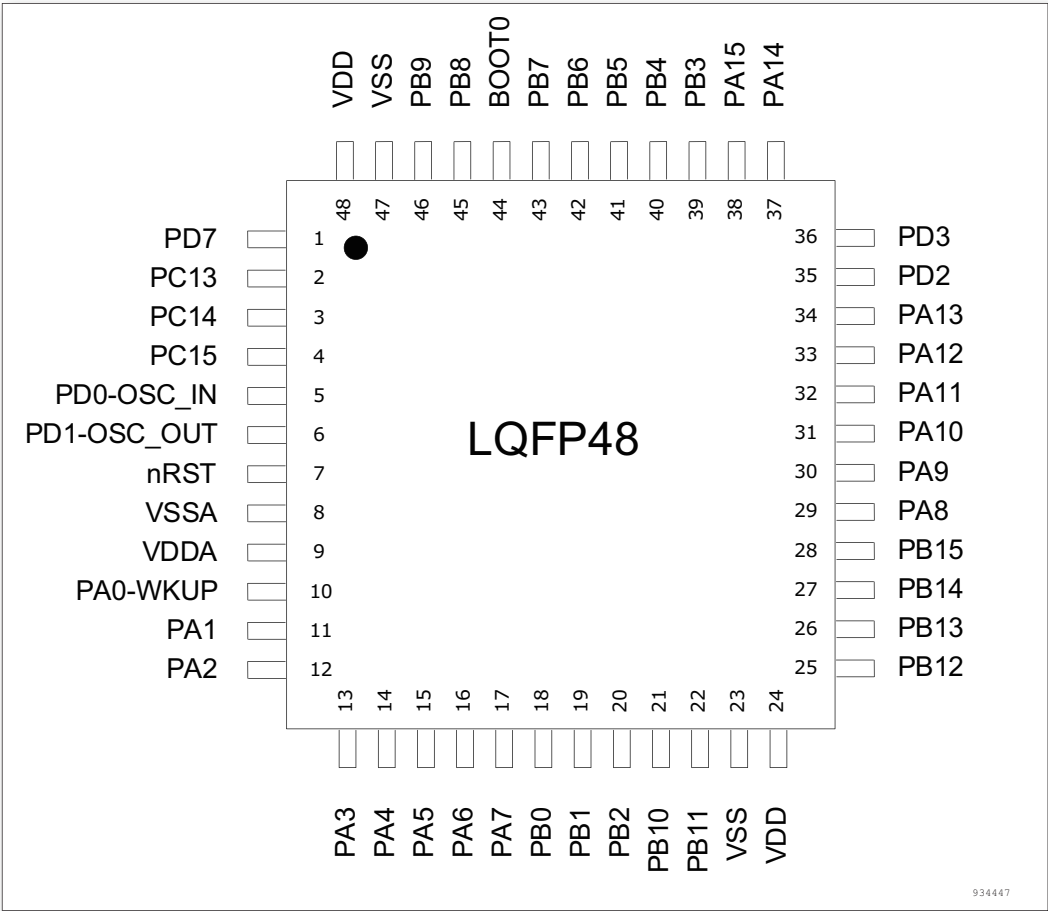 VDD
VSS
PB9
PB8
BOOT0
PB7
PB6
PB5
PB4
PB3
PA15
PA14
48
47
46
45
44
43
42
41
40
39
38
37
PD7 1
PC13 2
PC14 3
PC15 4
PD0-OSC_IN 5
PD1-OSC_OUT 6
nRST 7
VSSA 8
VDDA 9
PA0-WKUP 10
PA1 11
PA2 12
LQFP48
36 PD3
35 PD2
34 PA13
33 PA12
32 PA11
31 PA10
30 PA9
29 PA8
28 PB15
27 PB14
26 PB13
25 PB12
13
14
15
16
17
18
19
20
21
22
23
24
PA3
PA4
PA5
PA6
PA7
PB0
PB1
PB2
PB10
PB11
VSS
VDD
934447